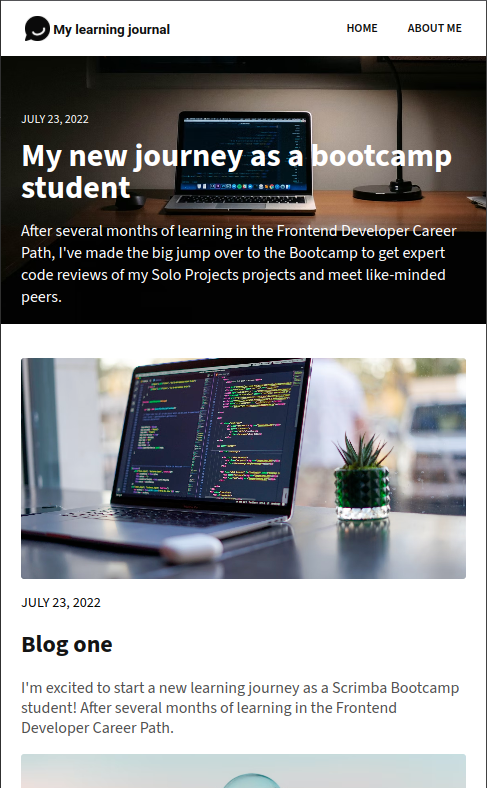 My learning journal
HOME
ABOUT ME
JULY 23, 2022
My new journey as a bootcamp
student
After several months of learning in the Frontend Developer Career
Path, I've made the big jump over to the Bootcamp to get expert
code reviews of my Solo Projects projects and meet like-minded
peers.
JULY 23, 2022
Blog one
I'm excited to start a new learning journey as a Scrimba Bootcamp
student! After several months of learning in the Frontend
Developer Career Path.